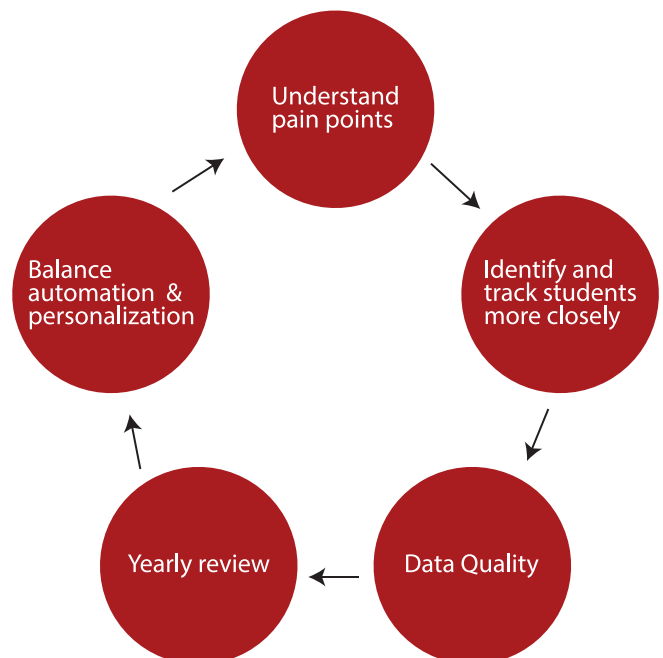 Understand
pain points
Identify and
track students
more closely
Data Quality
Yearly review
Balance
automation &
personalization